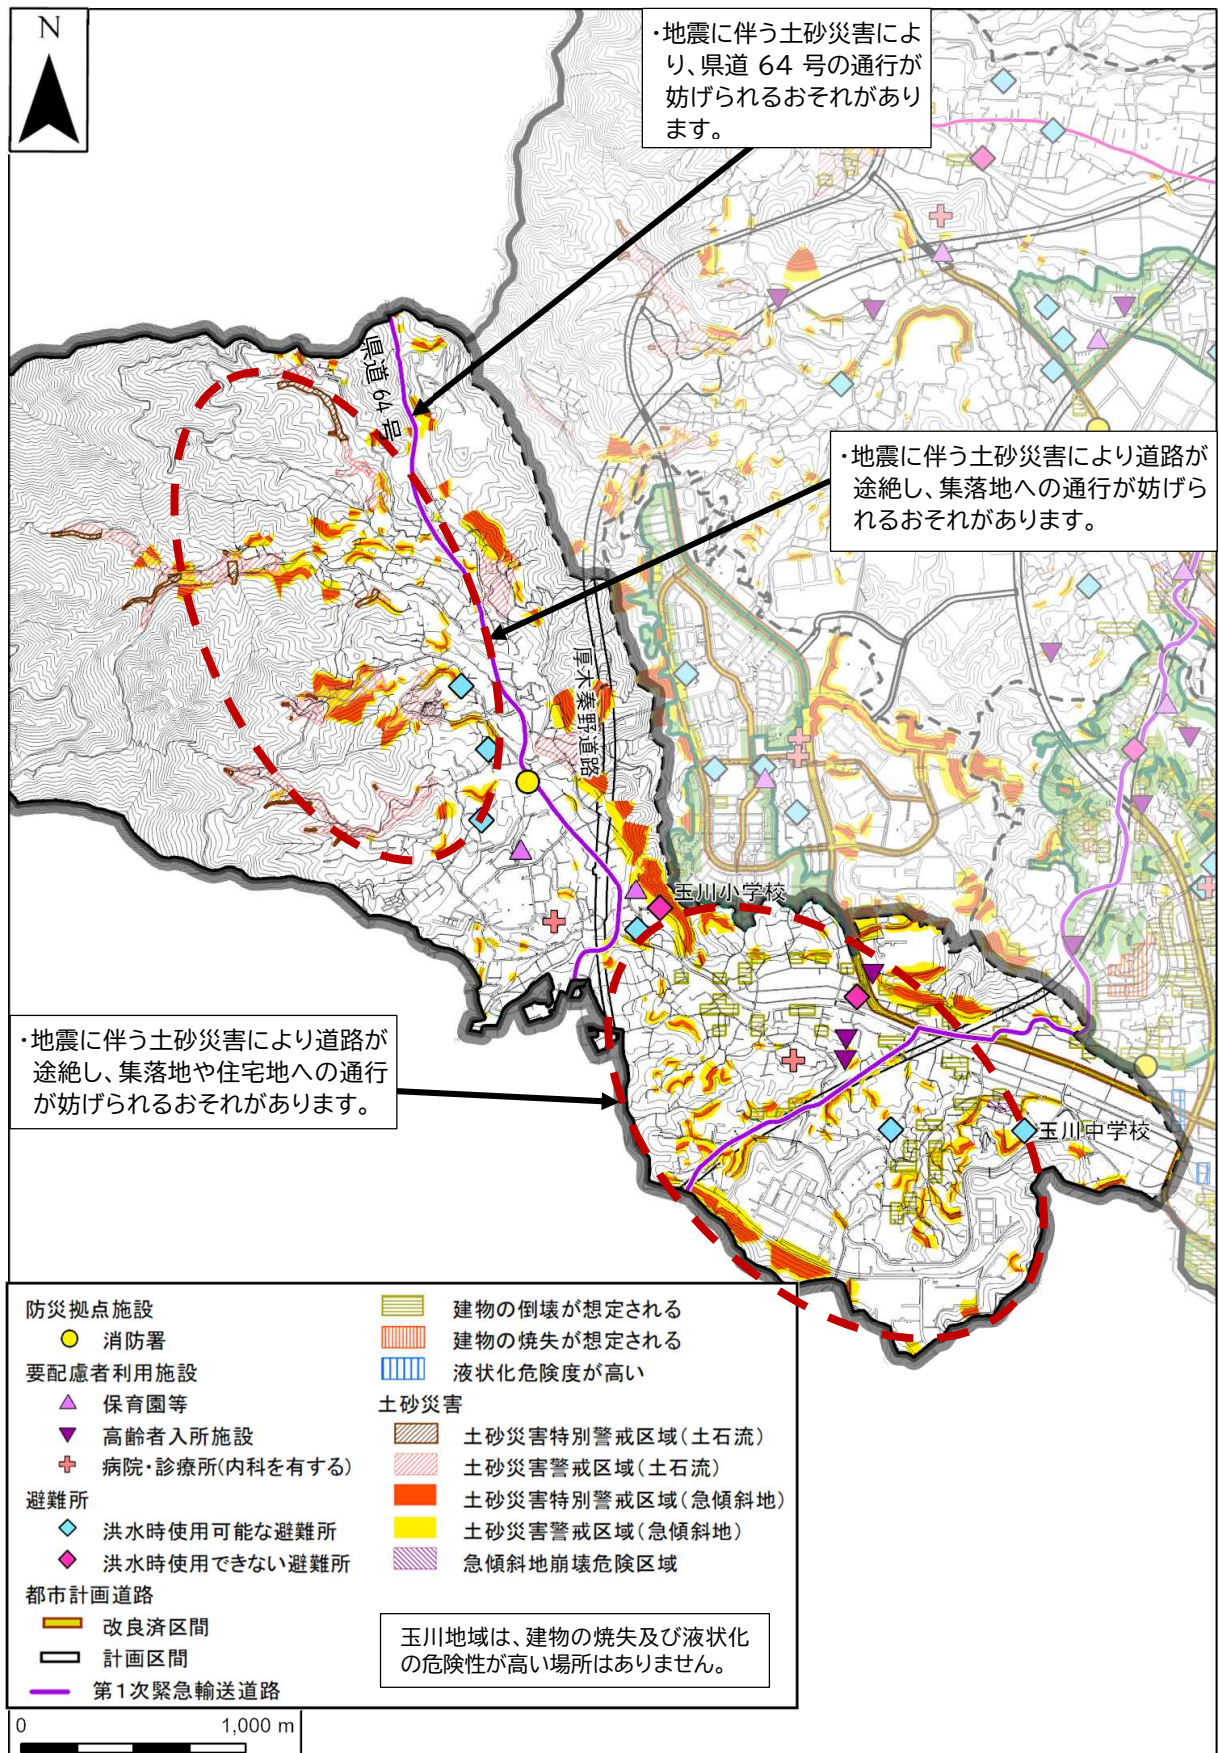 N
・地震に伴う土砂災害によ
り、県道 64 号の通行が
妨げられるおそれがあり
ます。
県道 64 号
・地震に伴う土砂災害により道路が
途絶し、集落地への通行が妨げら
れるおそれがあります。
厚木秦野道路
玉川小学校
・地震に伴う土砂災害により道路が
途絶し、集落地や住宅地への通行
が妨げられるおそれがあります。
玉川中学校
防災拠点施設
消防署
要配慮者利用施設
保育園等
高齢者入所施設
病院・診療所(内科を有する)
避難所
洪水時使用可能な避難所
洪水時使用できない避難所
都市計画道路
改良済区間
計画区間
第1次緊急輸送道路
建物の倒壊が想定される
建物の焼失が想定される
液状化危険度が高い
土砂災害
土砂災害特別警戒区域(土石流)
土砂災害警戒区域(土石流)
土砂災害特別警戒区域(急傾斜地)
土砂災害警戒区域(急傾斜地)
急傾斜地崩壊危険区域
玉川地域は、建物の焼失及び液状化
の危険性が高い場所はありません。
0 1,000 m